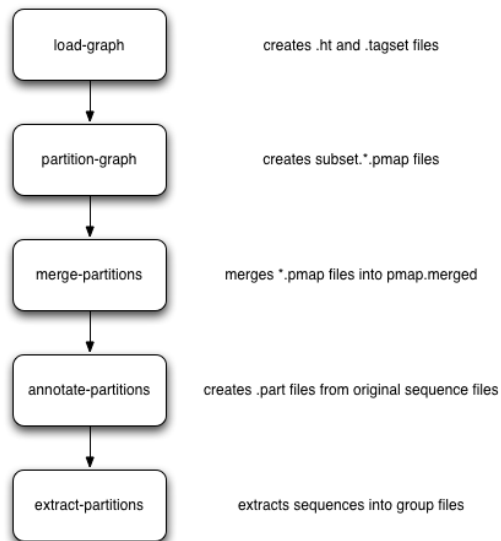 load-graph
creates .ht and .tagset files
partition-graph
creates subset.*.pmap files
merge-partitions
merges *.pmap files into pmap.merged
annotate-partitions
creates .part files from original sequence files
extract-partitions
extracts sequences into group files